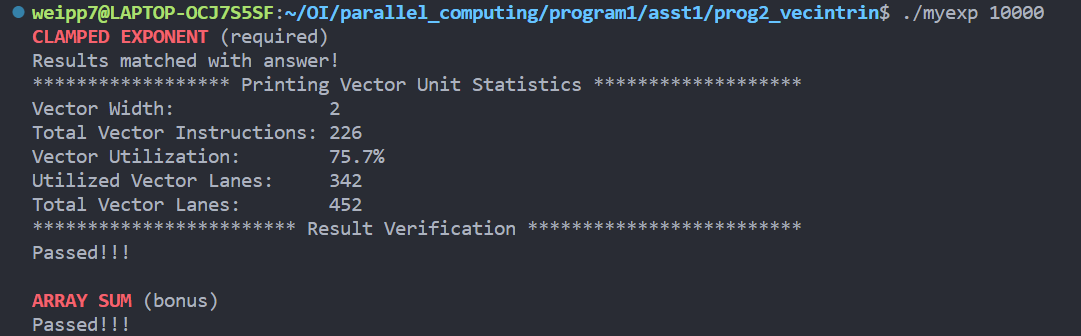 weipp7@LAPTOP-OCJ7S5SF:~/OI/parallel_computing/program1/asst1/prog2_vecintrin$ ./myexp 10000
CLAMPED EXPONENT (required)
Results matched with answer!
****************** Printing Vector Unit Statistics *******************
Vector Width:              2
Total Vector Instructions: 226
Vector Utilization:        75.7%
Utilized Vector Lanes:     342
Total Vector Lanes:        452
************************ Result Verification *************************
Passed!!!
ARRAY SUM (bonus)
Passed!!!